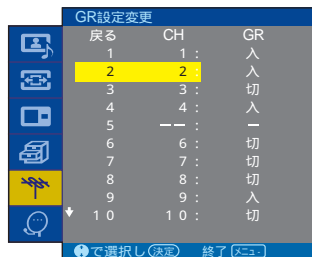 GR設定変更
戻る CH GR
1 1: 入
2 2: 入
3 3: 切
4 4: 入
5 −−: −
6 6: 切
7 7: 切
8 8: 切
9 9: 入
10 10: 切
で選択し 決定 終了 メニュー